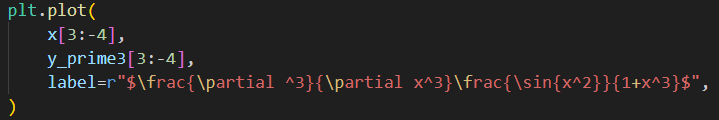 plt.plot(
    x[3:-4],
    y_prime3[3:-4],
    label=r"$\frac{\partial ^3}{\partial x^3}\frac{\sin{x^2}}{1+x^3}$",
)